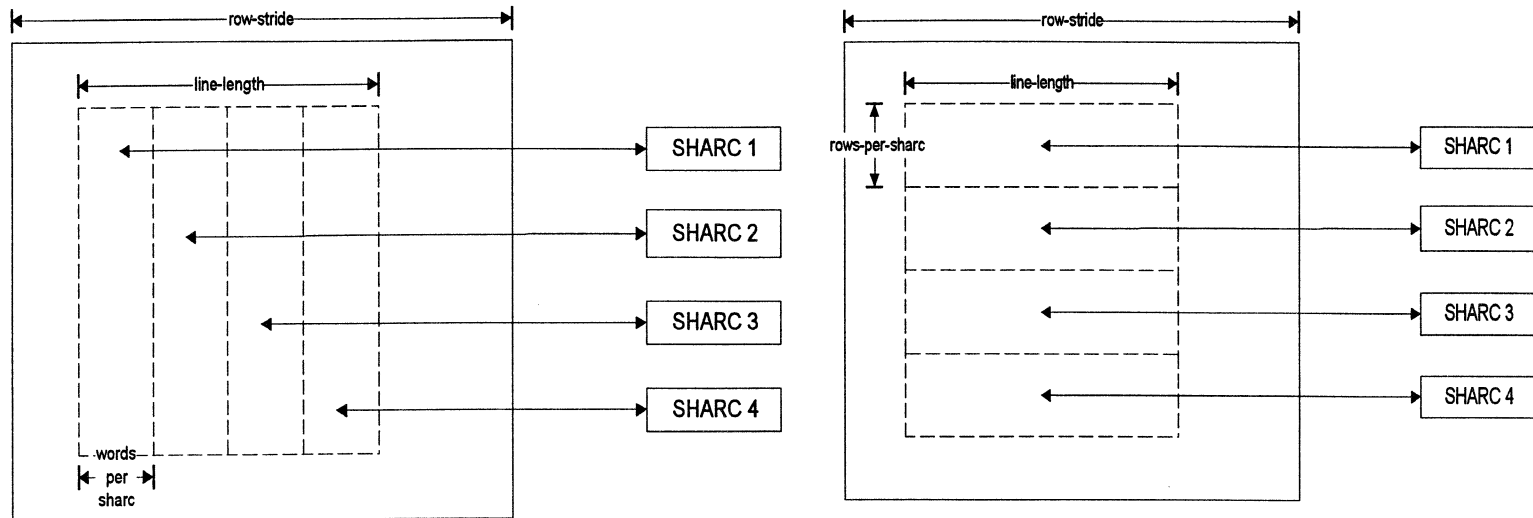 row-stride
line-length
SHARC 1
SHARC 2
SHARC 3
SHARC 4
words
per
sharc
row-stride
line-length
rows-per-sharc
SHARC 1
SHARC 2
SHARC 3
SHARC 4